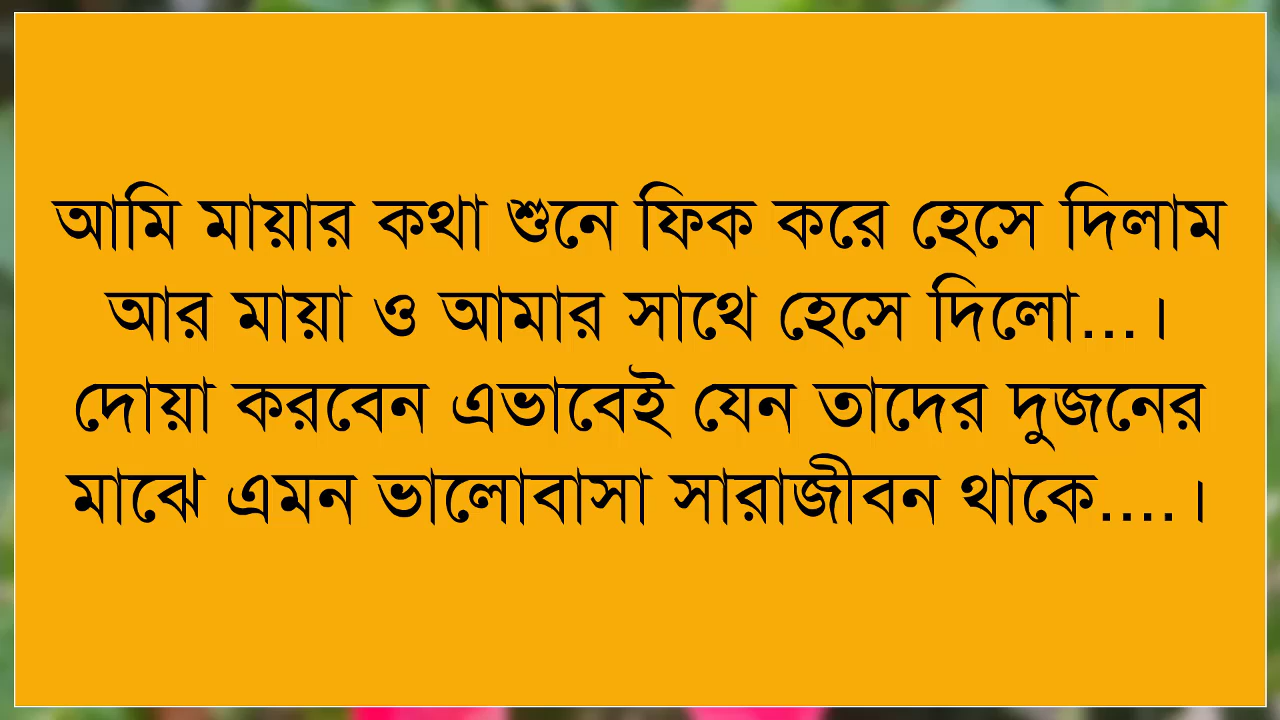 আমি মায়ার কথা শুনে ফিক করে হেসে দিলাম
আর মায়া ও আমার সাথে হেসে দিলো...।
দোয়া করবেন এভাবেই যেন তাদের দুজনের
মাঝে এমন ভালোবাসা সারাজীবন থাকে....।